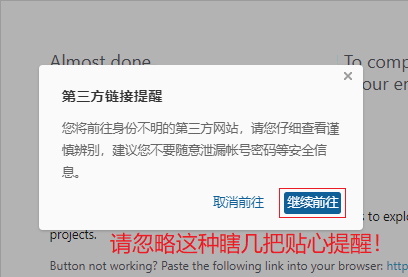 Almost done
To comp
ur en
第三方链接提醒
您将前往身份不明的第三方网站，请您仔细查看谨
慎辨别，建议您不要随意泄漏帐号密码等安全信
息。
取消前往
继续前往
s to explo
projects.
请忽略这种瞎几把贴心提醒！
Button not working? Paste the following link into your browser: http